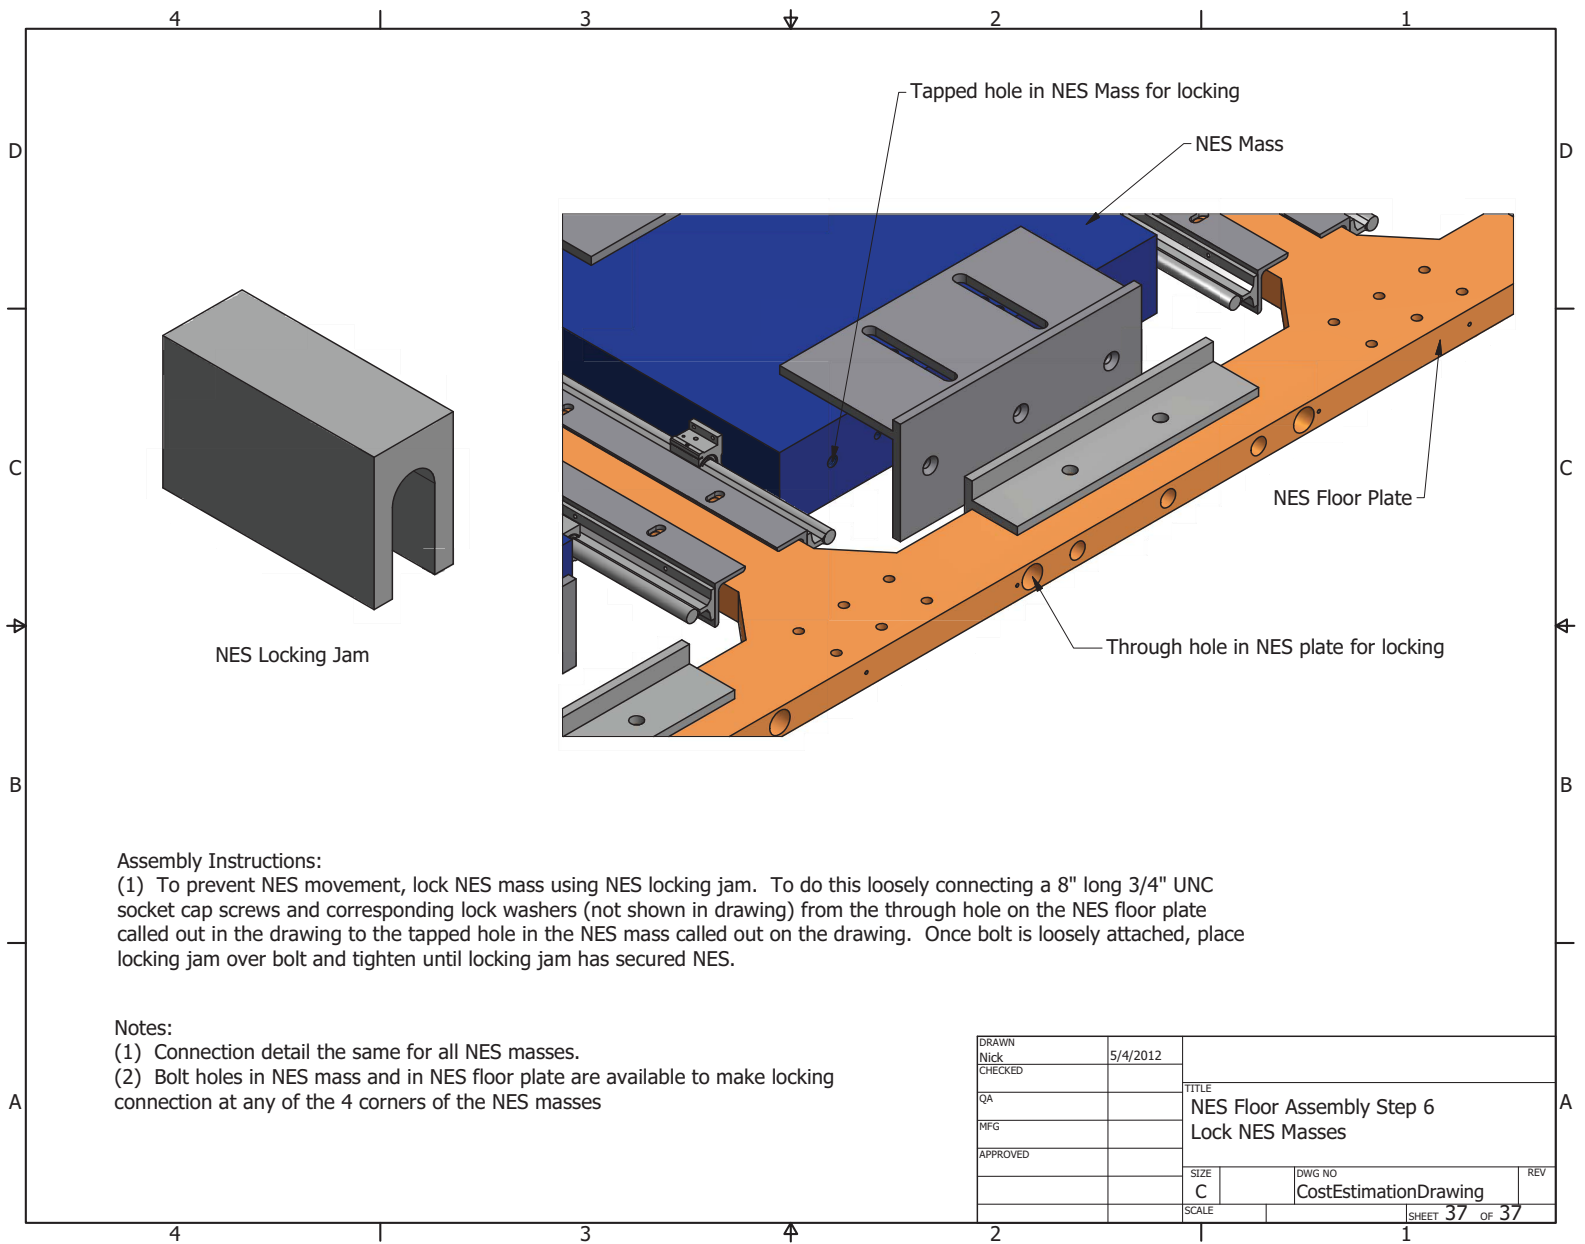 4 3 2 1
Tapped hole in NES Mass for locking
D NES Mass D
C NES Floor Plate C
NES Locking Jam
Through hole in NES plate for locking
B B
Assembly Instructions:
(1) To prevent NES movement, lock NES mass using NES locking jam. To do this loosely connecting a 8" long 3/4" UNC
socket cap screws and corresponding lock washers (not shown in drawing) from the through hole on the NES floor plate
called out in the drawing to the tapped hole in the NES mass called out on the drawing. Once bolt is loosely attached, place
locking jam over bolt and tighten until locking jam has secured NES.
Notes:
(1) Connection detail the same for all NES masses.
(2) Bolt holes in NES mass and in NES floor plate are available to make locking
connection at any of the 4 corners of the NES masses
A A
DRAWN
Nick 5/4/2012
CHECKED
QA
MFG
APPROVED
TITLE
NES Floor Assembly Step 6
Lock NES Masses
SIZE
C
DWG NO
CostEstimationDrawing
REV
SCALE
SHEET 37 OF 37
4 3 2 1